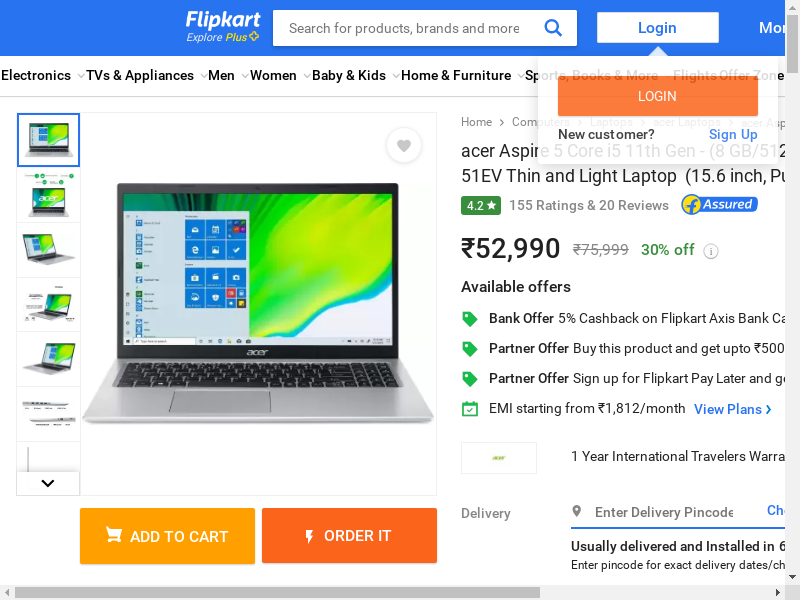 Flipkart
Explore Plus
Search for products, brands and more
Login
Mor
Electronics
TVs & Appliances
Men
Women
Baby & Kids
Home & Furniture
Sports, Books & More
Flights
Offer Zone
LOGIN
New customer?
Sign Up
Home
Computers
Laptops
acer Laptops
acer Asp
acer Aspire 5 Core i5 11th Gen - (8 GB/512
51EV Thin and Light Laptop (15.6 inch, Pu
4.2
155 Ratings & 20 Reviews
Assured
₹52,990
₹75,999
30% off
Available offers
Bank Offer 5% Cashback on Flipkart Axis Bank Ca
Partner Offer Buy this product and get upto ₹500
Partner Offer Sign up for Flipkart Pay Later and ge
EMI starting from ₹1,812/month
View Plans
acer
acer
1 Year International Travelers Warra
ADD TO CART
ORDER IT
Delivery
Enter Delivery Pincode
Che
Usually delivered and Installed in 6
Enter pincode for exact delivery dates/ch